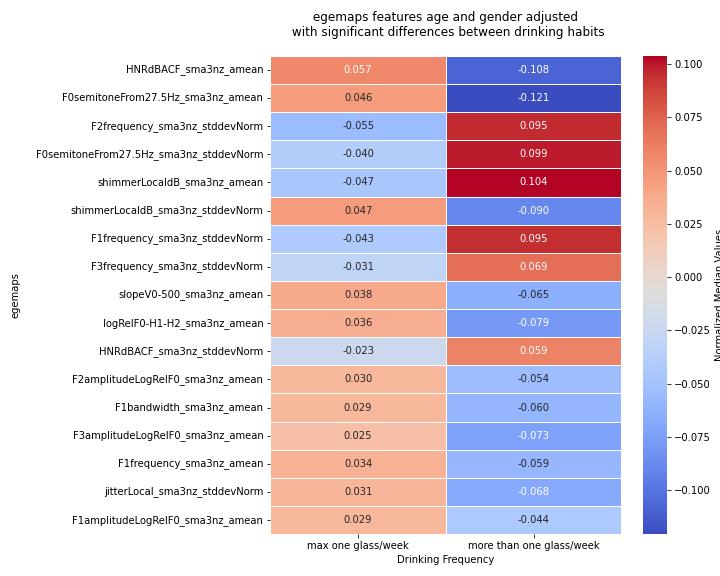 egemaps features age and gender adjusted
with significant differences between drinking habits
HNRdBACF_sma3nz_amean 0.057 -0.108
F0semitoneFrom27.5Hz_sma3nz_amean 0.046 -0.121
F2frequency_sma3nz_stddevNorm -0.055 0.095
F0semitoneFrom27.5Hz_sma3nz_stddevNorm -0.040 0.099
shimmerLocaldB_sma3nz_amean -0.047 0.104
shimmerLocaldB_sma3nz_stddevNorm 0.047 -0.090
F1frequency_sma3nz_stddevNorm -0.043 0.095
F3frequency_sma3nz_stddevNorm -0.031 0.069
slopeV0-500_sma3nz_amean 0.038 -0.065
logRelF0-H1-H2_sma3nz_amean 0.036 -0.079
HNRdBACF_sma3nz_stddevNorm -0.023 0.059
F2amplitudeLogRelF0_sma3nz_amean 0.030 -0.054
F1bandwidth_sma3nz_amean 0.029 -0.060
F3amplitudeLogRelF0_sma3nz_amean 0.025 -0.073
F1frequency_sma3nz_amean 0.034 -0.059
jitterLocal_sma3nz_stddevNorm 0.031 -0.068
F1amplitudeLogRelF0_sma3nz_amean 0.029 -0.044
max one glass/week more than one glass/week
Drinking Frequency
egemaps
0.100
0.075
0.050
0.025
0.000
-0.025
-0.050
-0.075
-0.100
Normalized Median Values